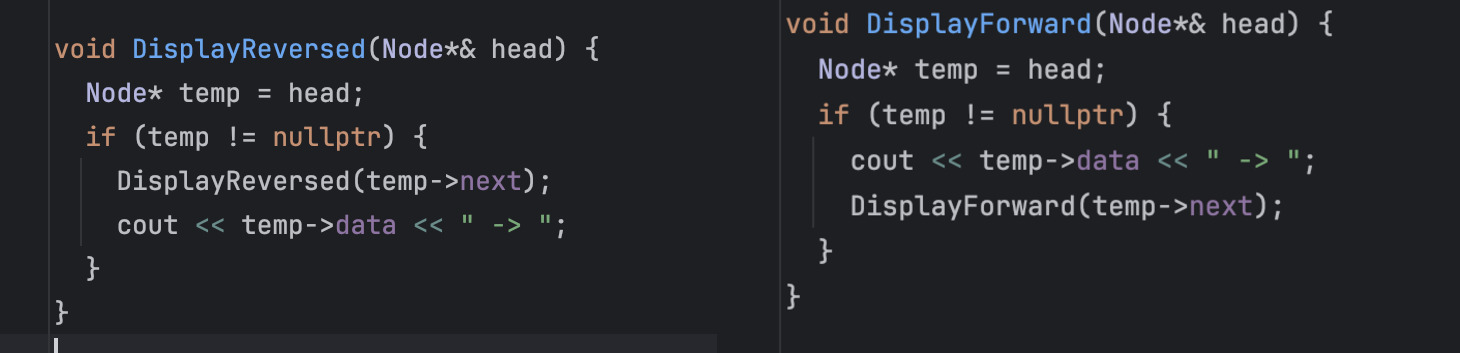 void DisplayReversed(Node*& head) {
  Node* temp = head;
  if (temp != nullptr) {
    DisplayReversed(temp->next);
    cout << temp->data << " -> ";
  }
}
void DisplayForward(Node*& head) {
  Node* temp = head;
  if (temp != nullptr) {
    cout << temp->data << " -> ";
    DisplayForward(temp->next);
  }
}